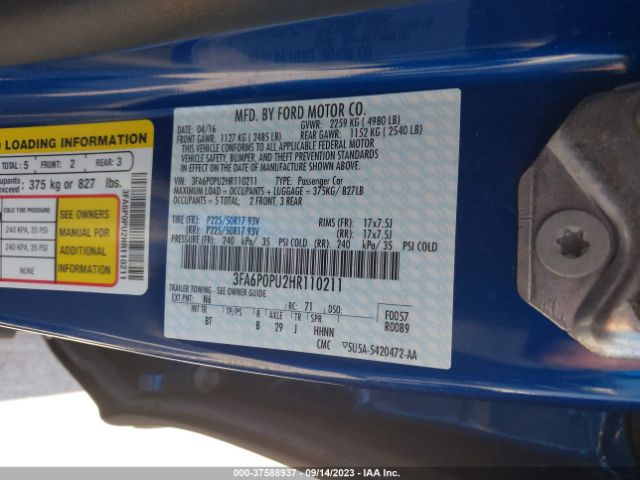 MFD. BY FORD MOTOR CO.
DATE: 04/16 GVWR: 2259 KG ( 4980 LB)
FRONT GAWR: 1127 KG ( 2485 LB) REAR GAWR: 1152 KG ( 2540 LB)
THIS VEHICLE CONFORMS TO ALL APPLICABLE FEDERAL MOTOR
VEHICLE SAFETY, BUMPER, AND THEFT PREVENTION STANDARDS
IN EFFECT ON THE DATE OF MANUFACTURE SHOWN ABOVE.
VIN: 3FA6P0PU2HR110211 TYPE: Passenger Car
MAXIMUM LOAD = OCCUPANTS + LUGGAGE = 375KG/ 827LB
OCCUPANTS = 5 TOTAL: 2 FRONT, 3 REAR
TIRE (FR): P225/50R17 93V RIMS (FR): 17x7.5J
(RR): P225/50R17 93V (RR): 17x7.5J
PRESSURE (FR): 240 kPa/ 35 PSI COLD (RR): 240 kPa/ 35 PSI COLD
3FA6P0PU2HR110211
TRAILER TOWING - SEE OWNER GUIDE
EXT PNT: N6 RC: 71 DSO:
INT TR TP/PS R AXLE TR SPR
BT B 29 J HHNN
F0057
R0089
CMC 5U5A-5420472-AA
LOADING INFORMATION
TOTAL: 5 FRONT: 2 REAR: 3
exceed: 375 kg or 827 lbs.
COLD TIRE PRESSURE
240 KPA, 35 PSI
240 KPA, 35 PSI
NONE
SEE OWNERS
MANUAL FOR
ADDITIONAL
INFORMATION
3FA6P0PU2HR110211
000-37588937 09/14/2023 IAA.COM